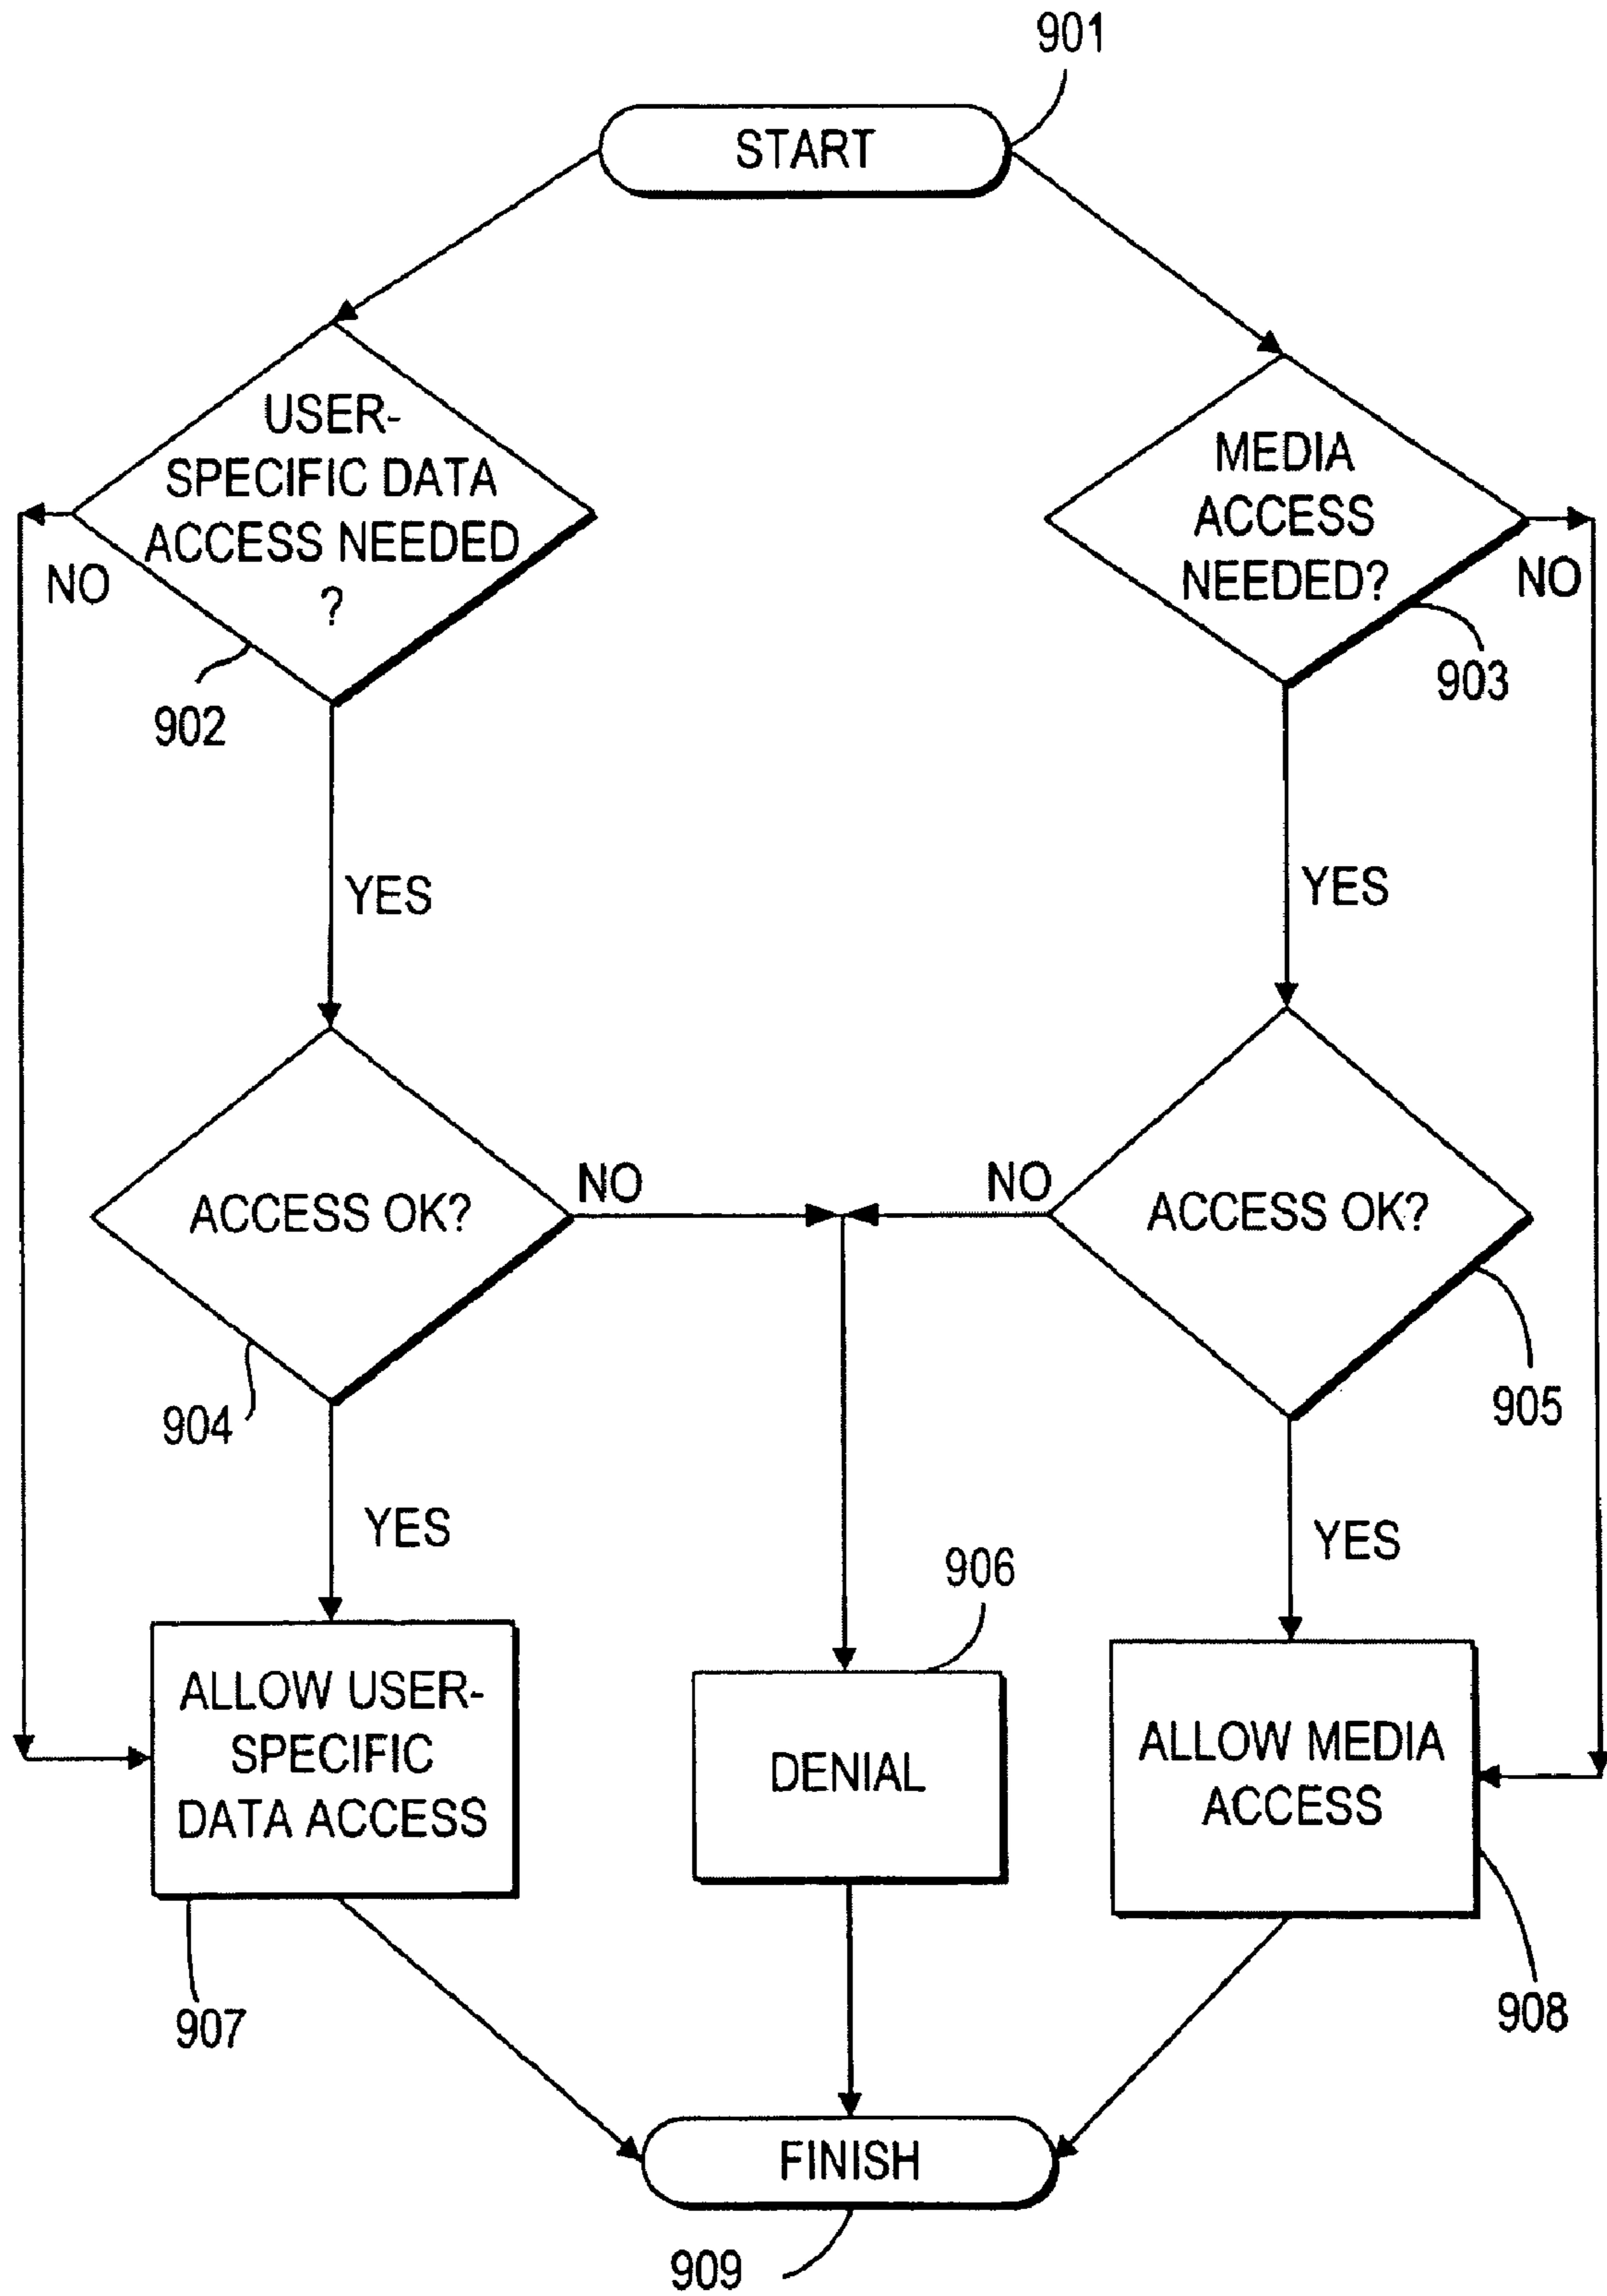 901
START
USER-
SPECIFIC DATA
ACCESS NEEDED
?
NO
902
MEDIA
ACCESS
NEEDED?
NO
903
YES
YES
ACCESS OK?
NO
904
NO
ACCESS OK?
905
YES
YES
906
ALLOW USER-
SPECIFIC
DATA ACCESS
907
DENIAL
ALLOW MEDIA
ACCESS
908
FINISH
909